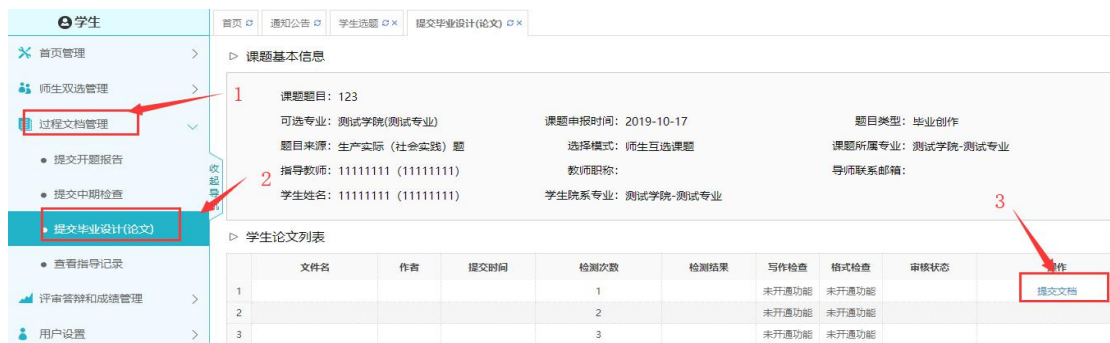 学生
首页 通知公告 学生选题 × 提交毕业设计(论文) ×
首页管理
师生双选管理
过程文档管理
提交开题报告
提交中期检查
提交毕业设计(论文)
查看指导记录
评审答辩和成绩管理
用户设置
收起导
课题基本信息
1
课题题目: 123
可选专业: 测试学院(测试专业) 课题申报时间: 2019-10-17 题目类型: 毕业创作
题目来源: 生产实际（社会实践）题 选择模式: 师生互选课题 课题所属专业: 测试学院-测试专业
指导教师: 11111111 (11111111) 教师职称: 导师联系邮箱:
2
学生姓名: 11111111 (11111111) 学生院系专业: 测试学院-测试专业
3
学生论文列表
文件名 作者 提交时间 检测次数 检测结果 写作检查 格式检查 审核状态 操作
1 1 未开通功能 未开通功能 提交文档
2 2 未开通功能 未开通功能
3 3 未开通功能 未开通功能